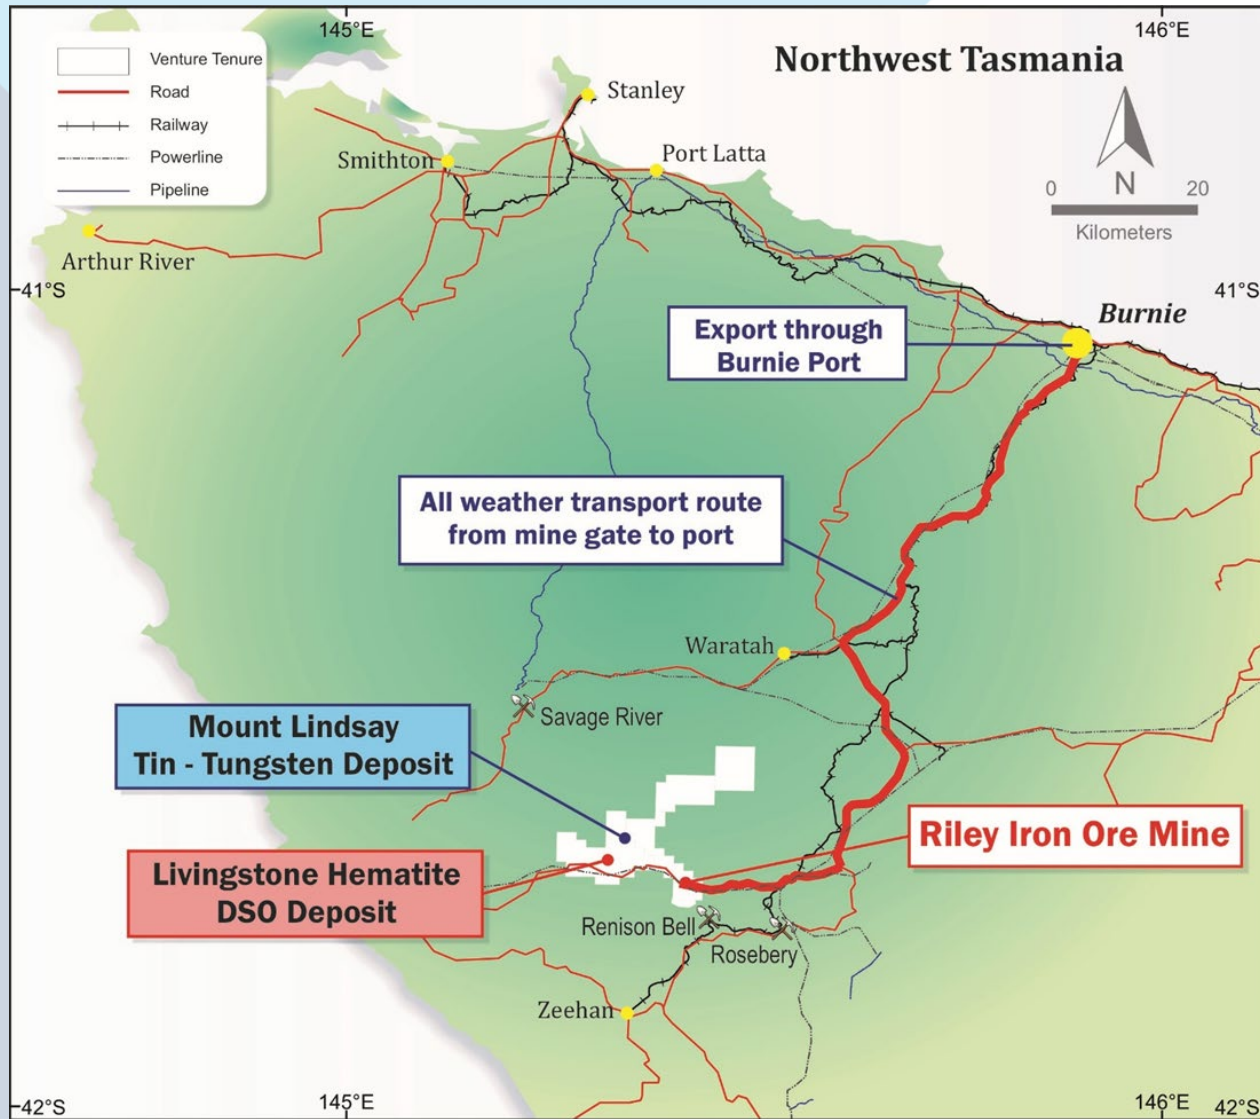 145°E
146°E
Northwest Tasmania
Venture Tenure
Road
Railway
Powerline
Pipeline
N
0 20
Kilometers
Stanley
Smithton
Port Latta
Arthur River
41°S
41°S
Burnie
Export through
Burnie Port
All weather transport route
from mine gate to port
Waratah
Savage River
Mount Lindsay
Tin - Tungsten Deposit
Riley Iron Ore Mine
Livingstone Hematite
DSO Deposit
Renison Bell
Rosebery
Zeehan
42°S
145°E
146°E
42°S